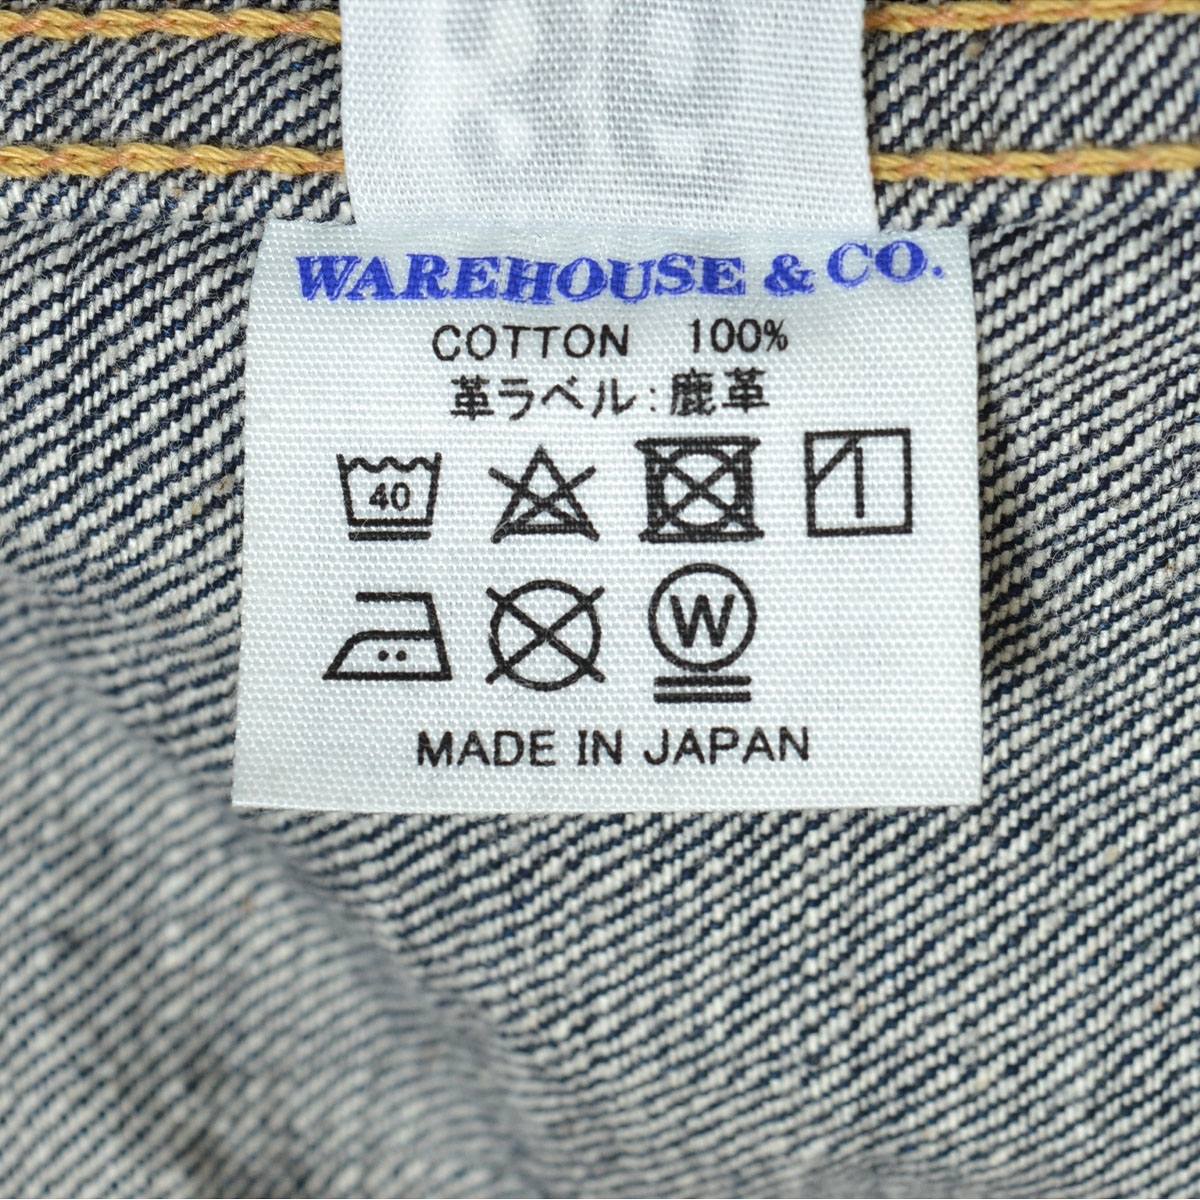 WAREHOUSE & CO.
COTTON 100%
革ラベル:鹿革
40
W
MADE IN JAPAN